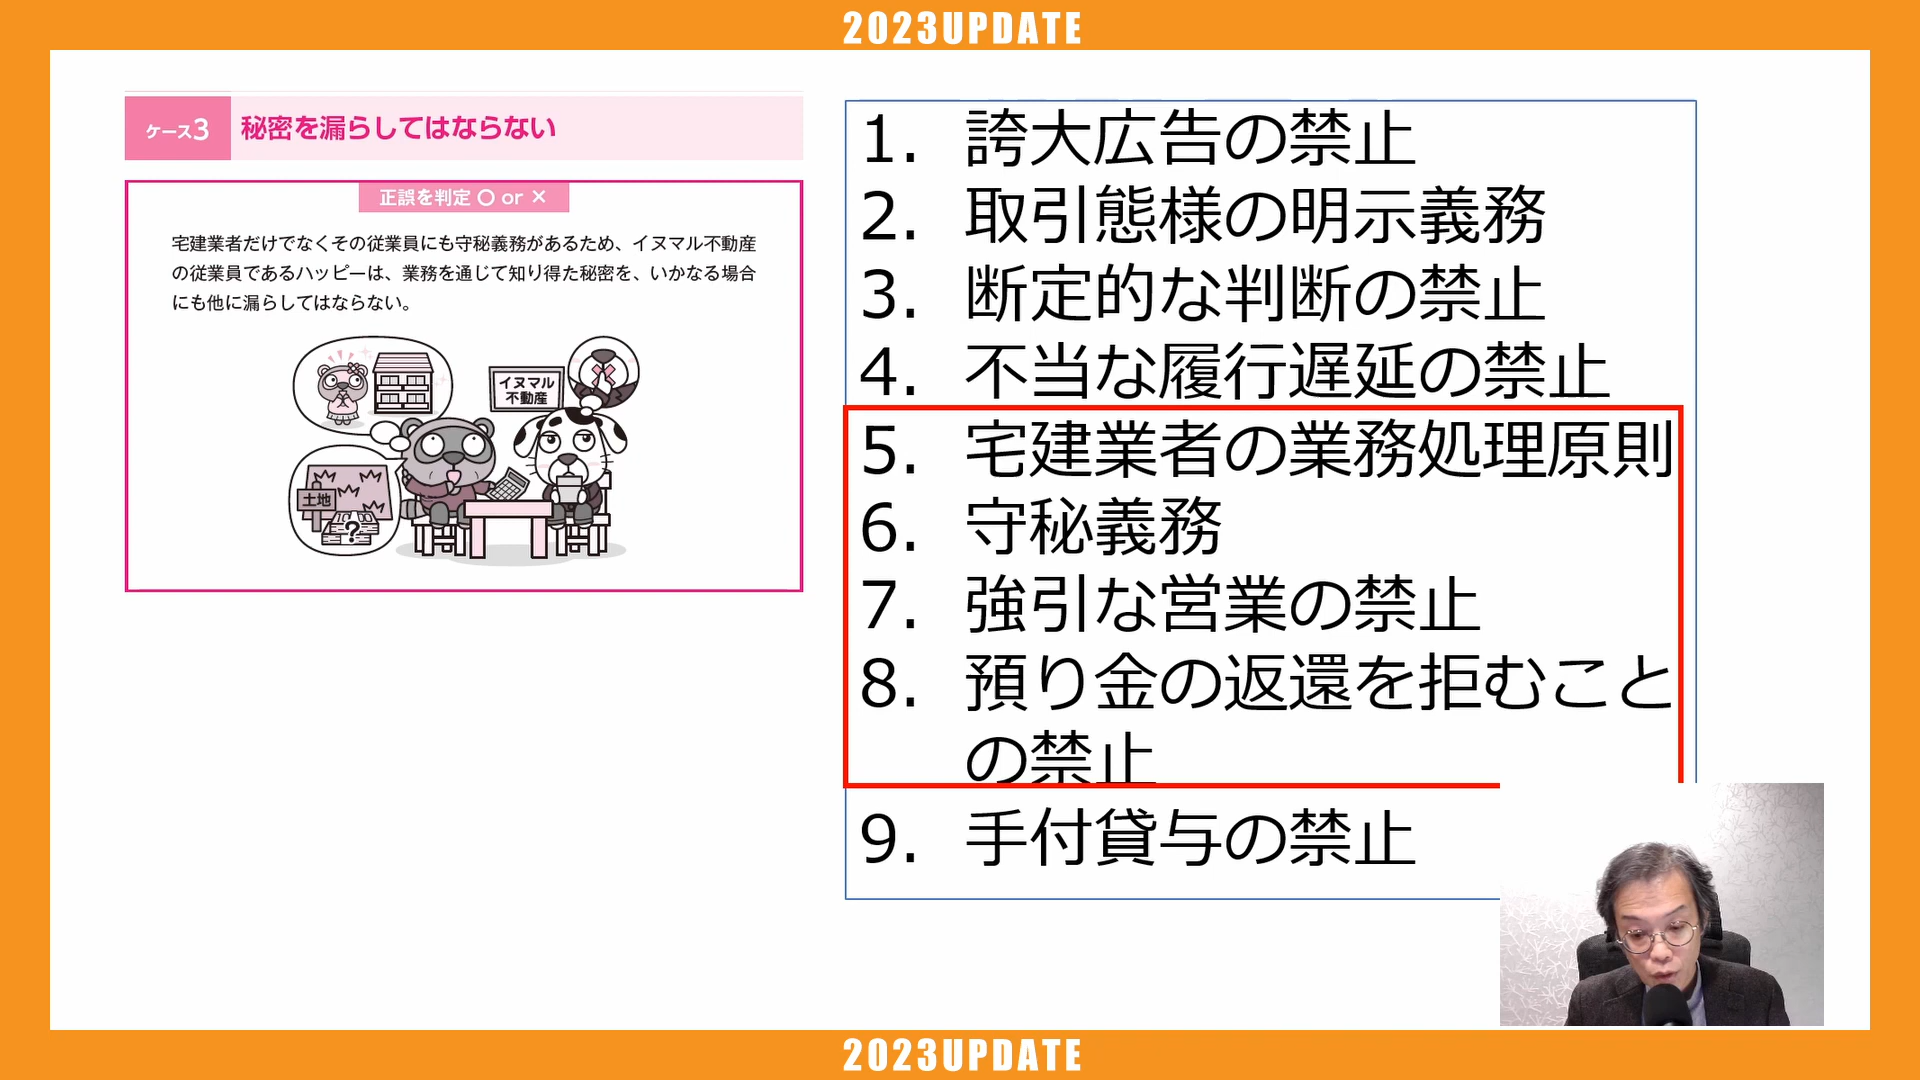 2023UPDATE
ケース3 秘密を漏らしてはならない
正誤を判定 〇 or ×
宅建業者だけでなくその従業員にも守秘義務があるため、イヌマル不動産
の従業員であるハッピーは、業務を通じて知り得た秘密を、いかなる場合
にも他に漏らしてはならない。
イヌマル
不動産
土地
?
1. 誇大広告の禁止
2. 取引態様の明示義務
3. 断定的な判断の禁止
4. 不当な履行遅延の禁止
5. 宅建業者の業務処理原則
6. 守秘義務
7. 強引な営業の禁止
8. 預り金の返還を拒むこと
の禁止
9. 手付貸与の禁止
2023UPDATE